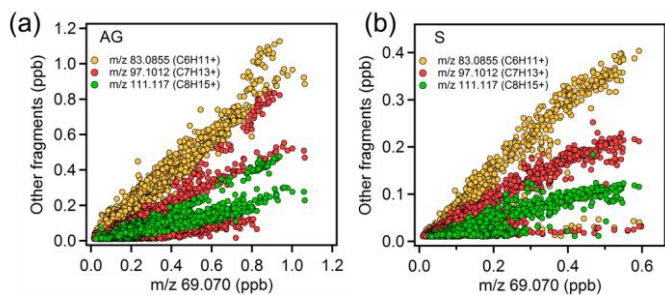 (a)
AG
m/z 83.0855 (C6H11+)
m/z 97.1012 (C7H13+)
m/z 111.117 (C8H15+)
Other fragments (ppb)
1.2
1.0
0.8
0.6
0.4
0.2
0.0
0.0 0.2 0.4 0.6 0.8 1.0 1.2
m/z 69.070 (ppb)
(b)
S
m/z 83.0855 (C6H11+)
m/z 97.1012 (C7H13+)
m/z 111.117 (C8H15+)
Other fragments (ppb)
0.4
0.3
0.2
0.1
0.0
0.0 0.2 0.4 0.6
m/z 69.070 (ppb)